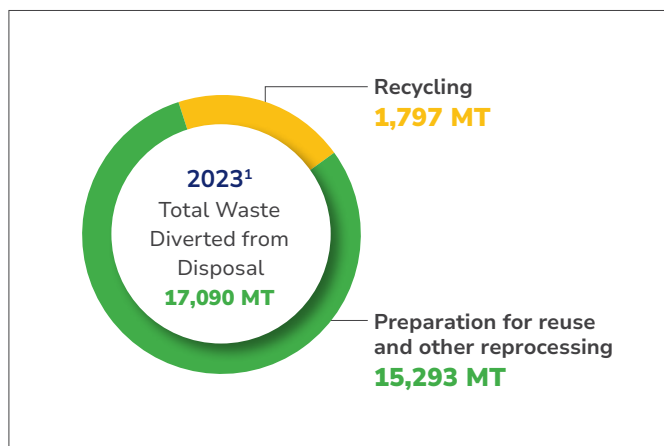 Recycling
1,797 MT
2023¹
Total Waste
Diverted from
Disposal
17,090 MT
Preparation for reuse
and other reprocessing
15,293 MT